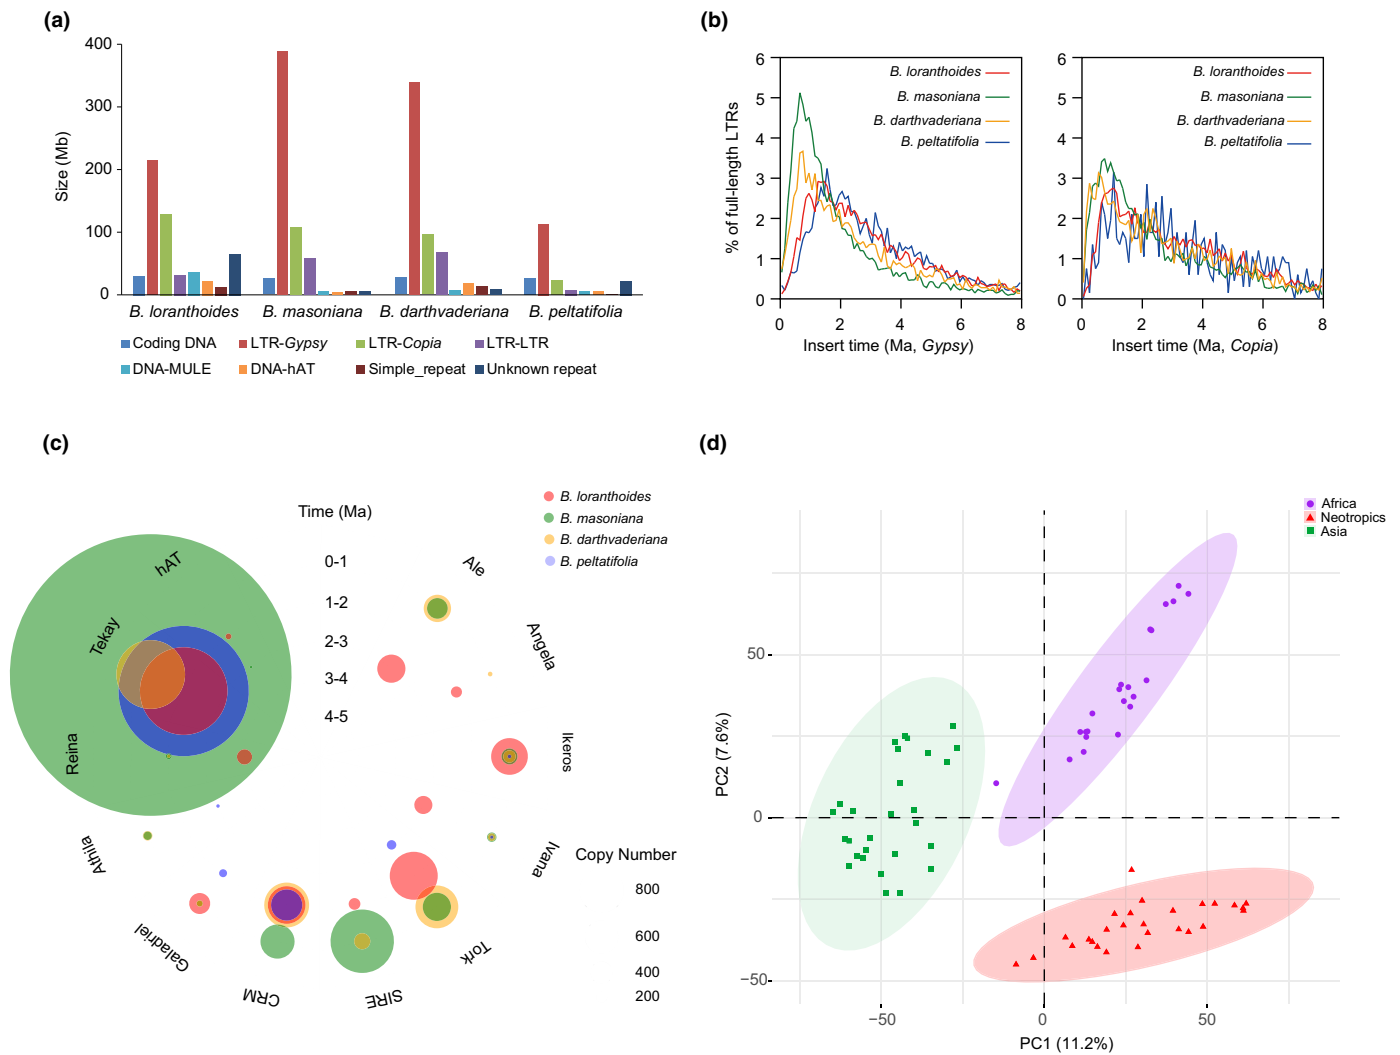 (a)
400
300
200
100
0
Size (Mb)
B. loranthoides
B. masoniana
B. darthvaderiana
B. peltatifolia
Coding DNA
LTR-Gypsy
LTR-Copia
LTR-LTR
DNA-MULE
DNA-hAT
Simple_repeat
Unknown repeat
(b)
6
5
4
3
2
1
0
% of full-length LTRs
B. loranthoides
B. masoniana
B. darthvaderiana
B. peltatifolia
0
2
4
6
8
Insert time (Ma, Gypsy)
6
5
4
3
2
1
0
B. loranthoides
B. masoniana
B. darthvaderiana
B. peltatifolia
0
2
4
6
8
Insert time (Ma, Copia)
(c)
B. loranthoides
B. masoniana
B. darthvaderiana
B. peltatifolia
Time (Ma)
0-1
1-2
2-3
3-4
4-5
hAT
Ale
Tekay
Angela
Reina
Ikeros
Athila
Ivana
Galadriel
Tork
CRM
SIRE
Copy Number
800
600
400
200
(d)
Africa
Neotropics
Asia
50
0
−50
PC2 (7.6%)
−50
0
50
PC1 (11.2%)